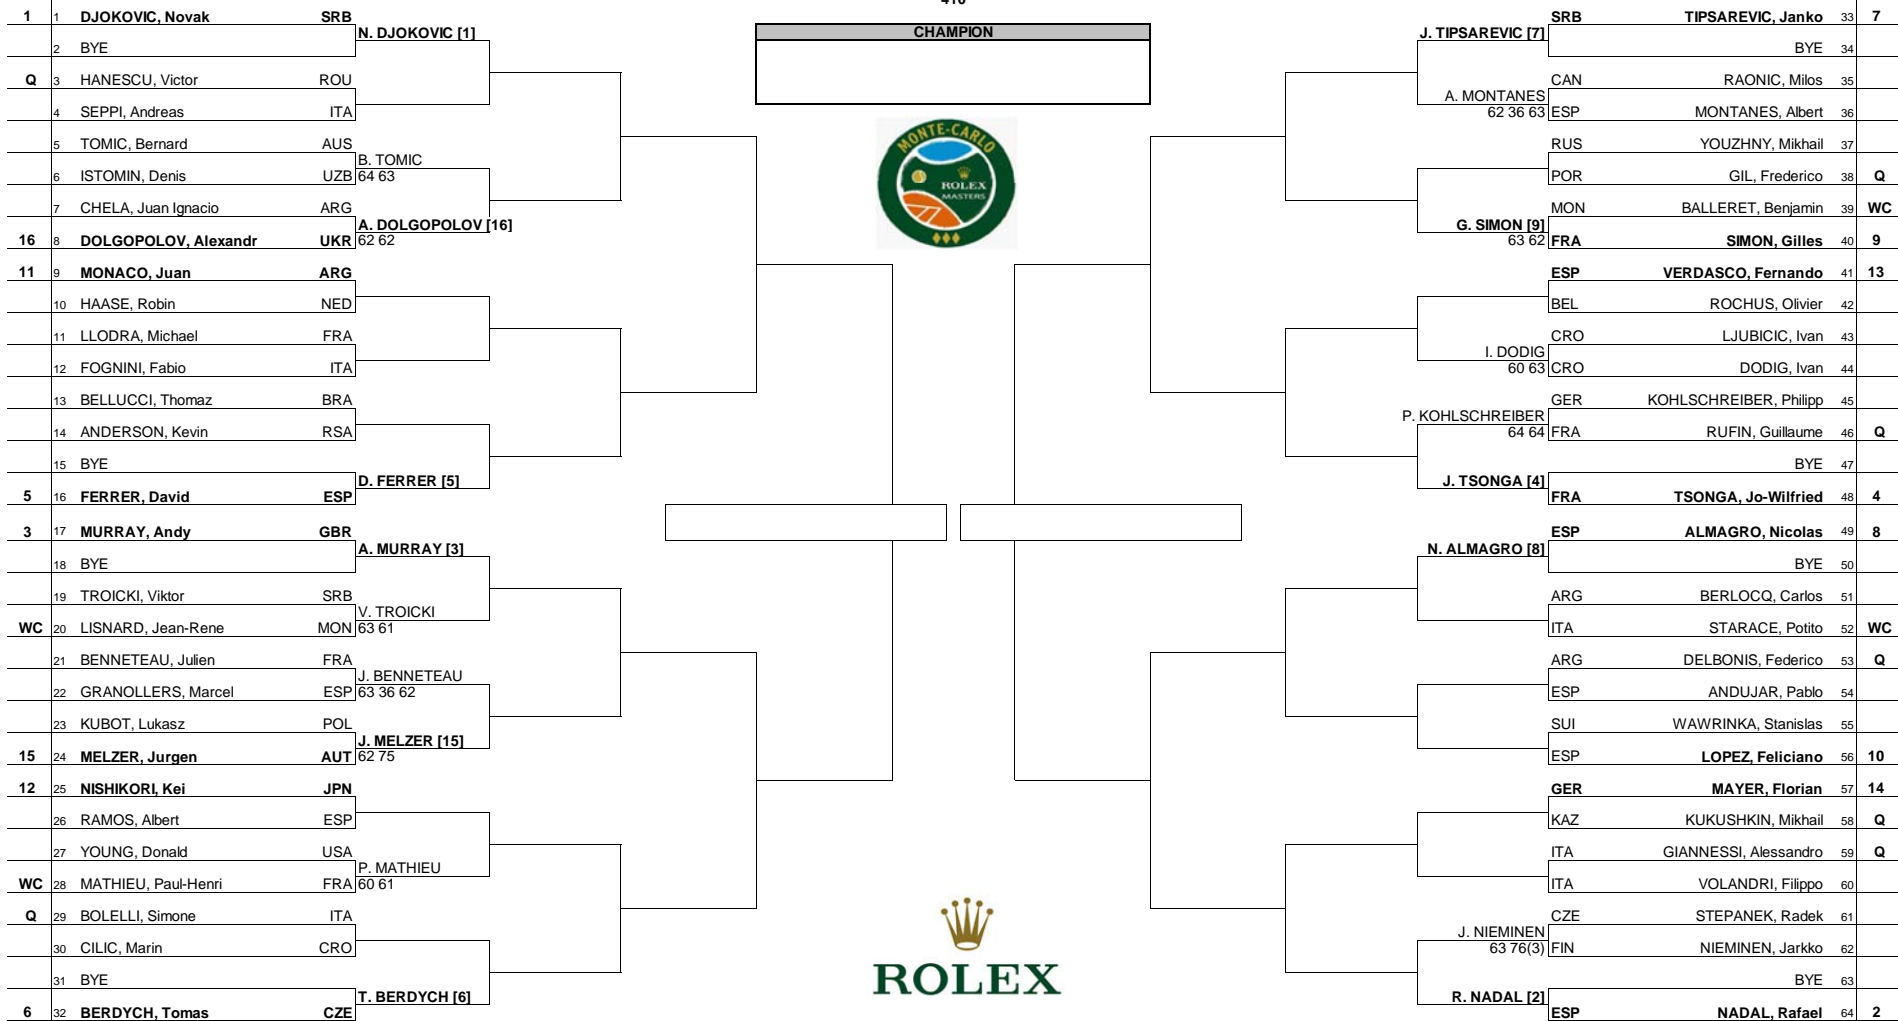 410
CHAMPION
1 1 DJOKOVIC, Novak SRB
N. DJOKOVIC [1]
2 BYE
Q 3 HANESCU, Victor ROU
4 SEPPI, Andreas ITA
5 TOMIC, Bernard AUS
B. TOMIC
6 ISTOMIN, Denis UZB 64 63
7 CHELA, Juan Ignacio ARG
A. DOLGOPOLOV [16]
16 8 DOLGOPOLOV, Alexandr UKR 62 62
11 9 MONACO, Juan ARG
10 HAASE, Robin NED
11 LLODRA, Michael FRA
12 FOGNINI, Fabio ITA
13 BELLUCCI, Thomaz BRA
14 ANDERSON, Kevin RSA
15 BYE
D. FERRER [5]
5 16 FERRER, David ESP
3 17 MURRAY, Andy GBR
A. MURRAY [3]
18 BYE
19 TROICKI, Viktor SRB
V. TROICKI
WC 20 LISNARD, Jean-Rene MON 63 61
21 BENNETEAU, Julien FRA
J. BENNETEAU
22 GRANOLLERS, Marcel ESP 63 36 62
23 KUBOT, Lukasz POL
J. MELZER [15]
15 24 MELZER, Jurgen AUT 62 75
12 25 NISHIKORI, Kei JPN
26 RAMOS, Albert ESP
27 YOUNG, Donald USA
P. MATHIEU
WC 28 MATHIEU, Paul-Henri FRA 60 61
Q 29 BOLELLI, Simone ITA
30 CILIC, Marin CRO
31 BYE
T. BERDYCH [6]
6 32 BERDYCH, Tomas CZE
MONTE-CARLO
ROLEX
MASTERS
ROLEX
SRB TIPSAREVIC, Janko 33 7
J. TIPSAREVIC [7]
BYE 34
CAN RAONIC, Milos 35
A. MONTANES
62 36 63 ESP MONTANES, Albert 36
RUS YOUZHNY, Mikhail 37
POR GIL, Frederico 38 Q
MON BALLERET, Benjamin 39 WC
G. SIMON [9]
63 62 FRA SIMON, Gilles 40 9
ESP VERDASCO, Fernando 41 13
BEL ROCHUS, Olivier 42
CRO LJUBICIC, Ivan 43
I. DODIG
60 63 CRO DODIG, Ivan 44
GER KOHLSCHREIBER, Philipp 45
P. KOHLSCHREIBER
64 64 FRA RUFIN, Guillaume 46 Q
BYE 47
J. TSONGA [4]
FRA TSONGA, Jo-Wilfried 48 4
ESP ALMAGRO, Nicolas 49 8
N. ALMAGRO [8]
BYE 50
ARG BERLOCQ, Carlos 51
ITA STARACE, Potito 52 WC
ARG DELBONIS, Federico 53 Q
ESP ANDUJAR, Pablo 54
SUI WAWRINKA, Stanislas 55
ESP LOPEZ, Feliciano 56 10
GER MAYER, Florian 57 14
KAZ KUKUSHKIN, Mikhail 58 Q
ITA GIANNESSI, Alessandro 59 Q
ITA VOLANDRI, Filippo 60
CZE STEPANEK, Radek 61
J. NIEMINEN
63 76(3) FIN NIEMINEN, Jarkko 62
BYE 63
R. NADAL [2]
ESP NADAL, Rafael 64 2